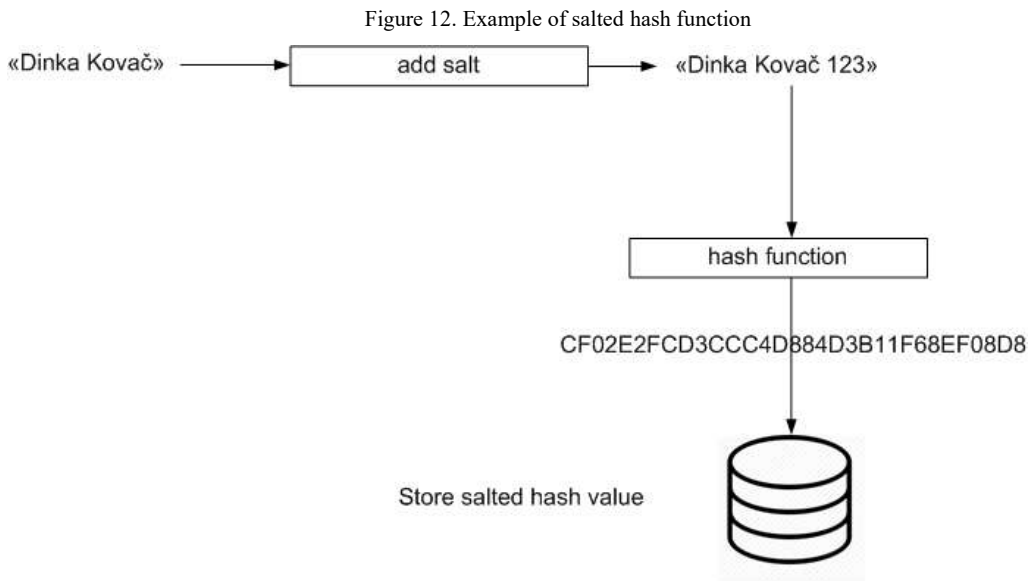 Figure 12. Example of salted hash function
«Dinka Kovač»
add salt
«Dinka Kovač 123»
hash function
CF02E2FCD3CCC4D884D3B11F68EF08D8
Store salted hash value